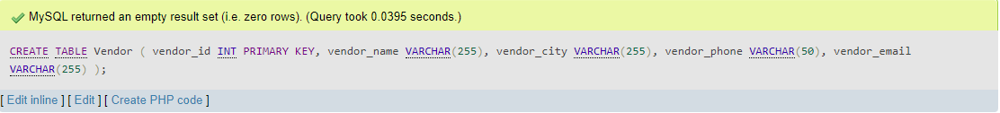 MySQL returned an empty result set (i.e. zero rows). (Query took 0.0395 seconds.)
CREATE TABLE Vendor ( vendor_id INT PRIMARY KEY, vendor_name VARCHAR(255), vendor_city VARCHAR(255), vendor_phone VARCHAR(50), vendor_email
VARCHAR(255) );
[ Edit inline ] [ Edit ] [ Create PHP code ]